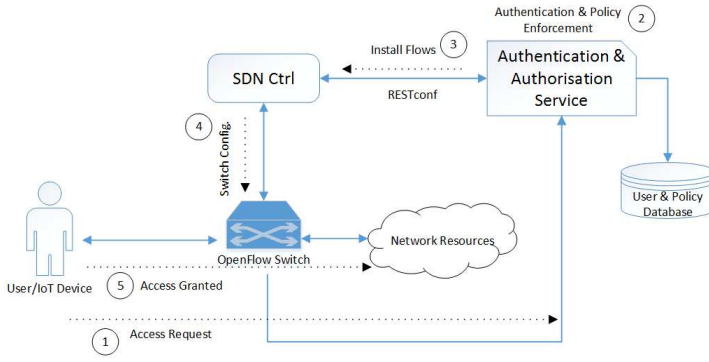 Authentication & Policy
Enforcement
2
Install Flows
3
SDN Ctrl
RESTconf
Authentication &
Authorisation
Service
4
Switch Config.
User & Policy
Database
Network Resources
OpenFlow Switch
User/IoT Device
5
Access Granted
1
Access Request